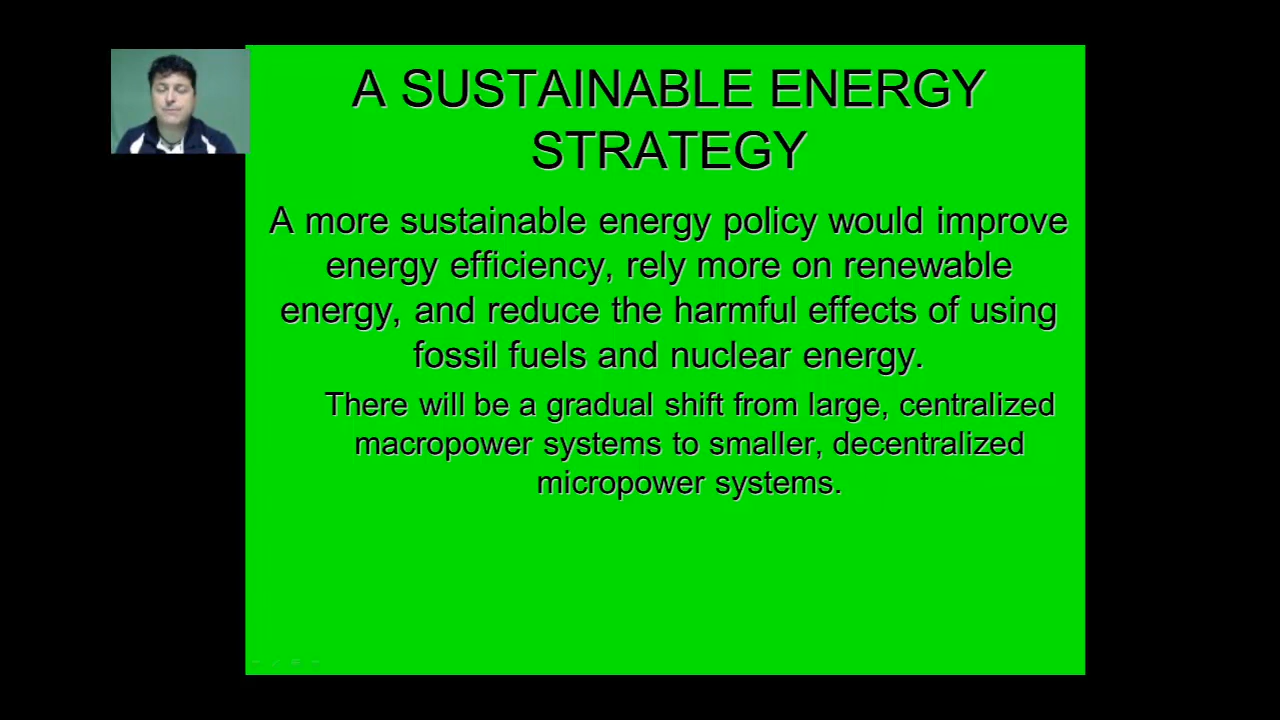 A SUSTAINABLE ENERGY
STRATEGY
A more sustainable energy policy would improve
energy efficiency, rely more on renewable
energy, and reduce the harmful effects of using
fossil fuels and nuclear energy.
There will be a gradual shift from large, centralized
macropower systems to smaller, decentralized
micropower systems.